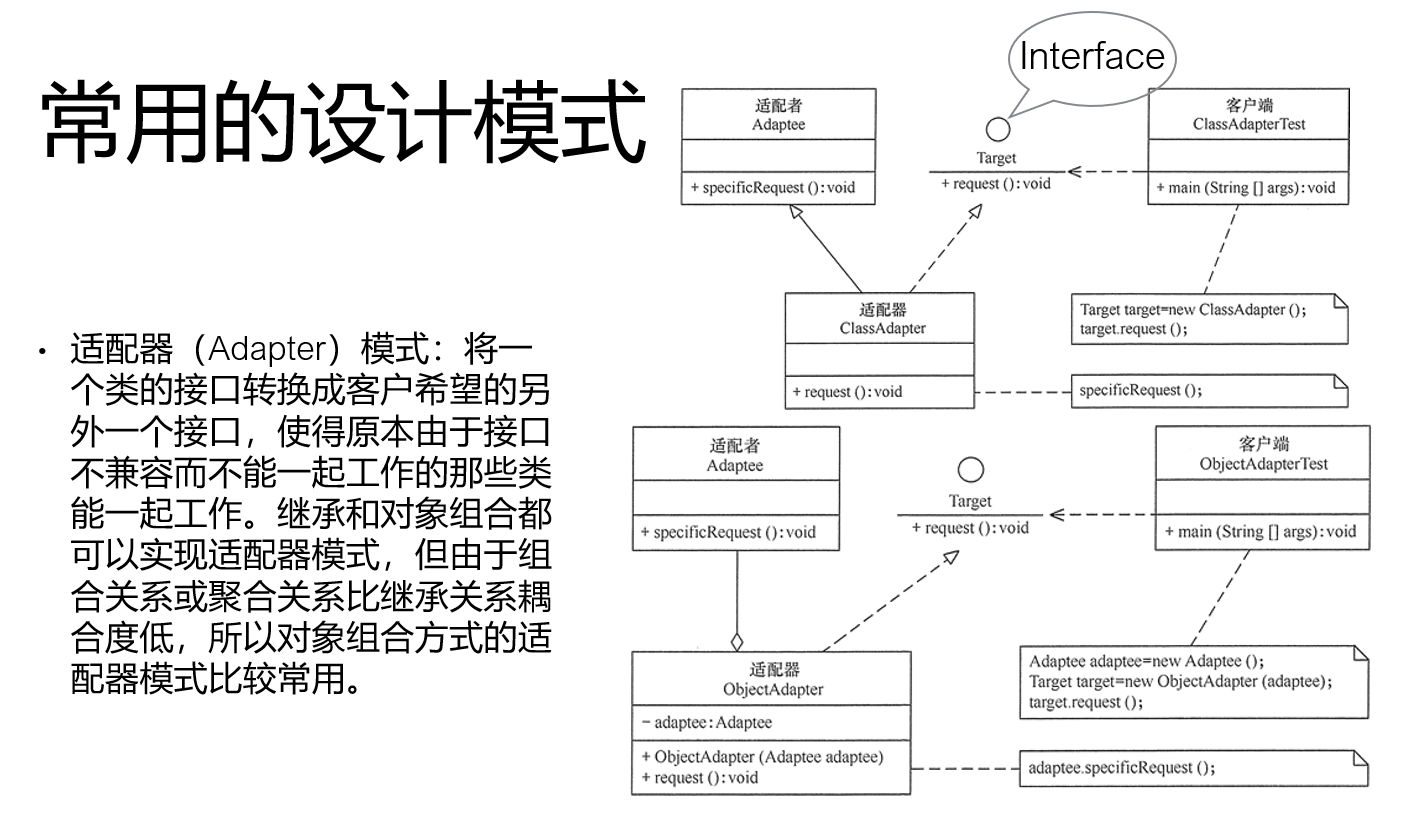 常用的设计模式
• 适配器（Adapter）模式：将一
个类的接口转换成客户希望的另
外一个接口，使得原本由于接口
不兼容而不能一起工作的那些类
能一起工作。继承和对象组合都
可以实现适配器模式，但由于组
合关系或聚合关系比继承关系耦
合度低，所以对象组合方式的适
配器模式比较常用。
Interface
适配者
Adaptee
+ specificRequest ():void
Target
+ request ():void
客户端
ClassAdapterTest
+ main (String [] args):void
适配器
ClassAdapter
+ request ():void
Target target=new ClassAdapter ();
target.request ();
specificRequest ();
适配者
Adaptee
+ specificRequest ():void
Target
+ request ():void
客户端
ObjectAdapterTest
+ main (String [] args):void
适配器
ObjectAdapter
− adaptee:Adaptee
+ ObjectAdapter (Adaptee adaptee)
+ request ():void
Adaptee adaptee=new Adaptee ();
Target target=new ObjectAdapter (adaptee);
target.request ();
adaptee.specificRequest ();